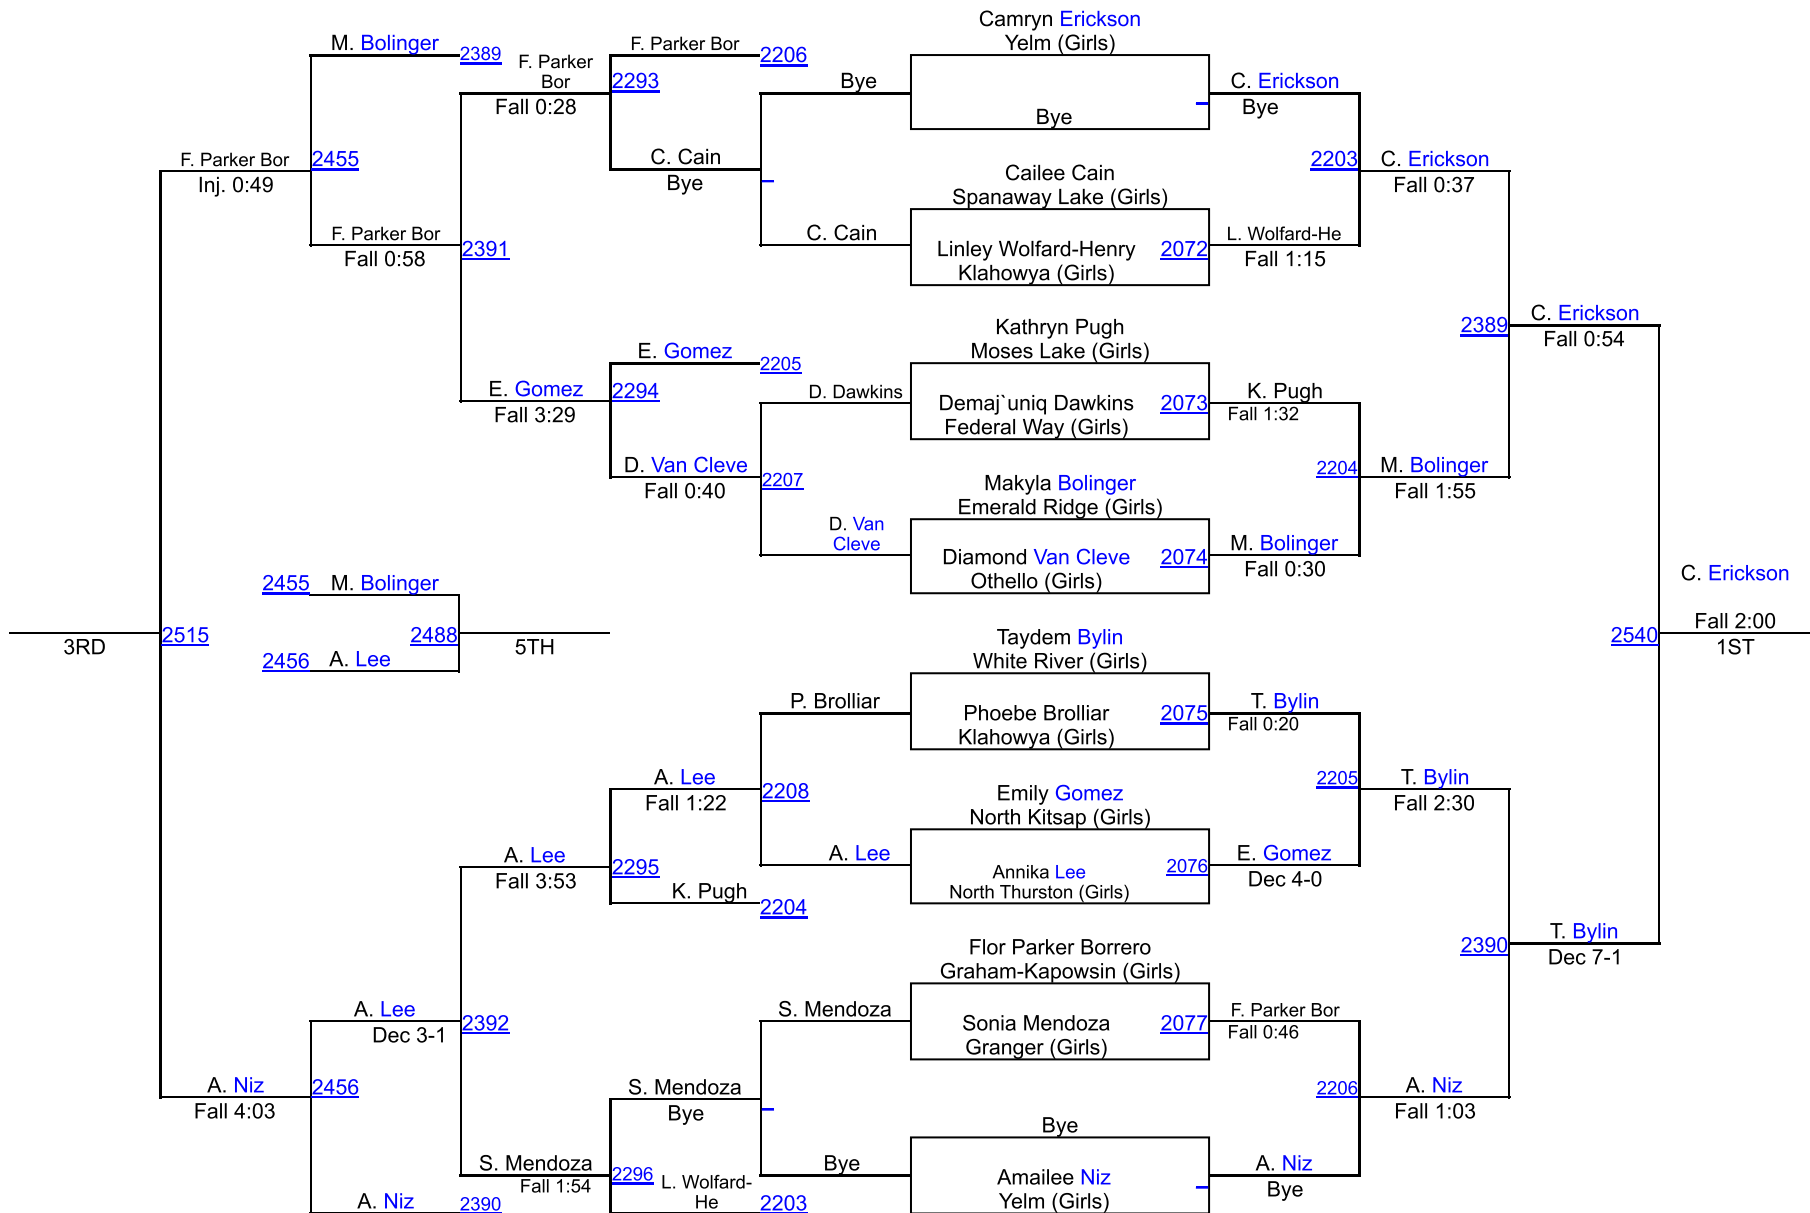 Camryn Erickson
Yelm (Girls)
Bye
Cailee Cain
Spanaway Lake (Girls)
Linley Wolfard-Henry 2072
Klahowya (Girls)
Kathryn Pugh
Moses Lake (Girls)
Demaj`uniq Dawkins 2073
Federal Way (Girls)
Makyla Bolinger
Emerald Ridge (Girls)
Diamond Van Cleve 2074
Othello (Girls)
Taydem Bylin
White River (Girls)
Phoebe Brolliar 2075
Klahowya (Girls)
Emily Gomez
North Kitsap (Girls)
Annika Lee 2076
North Thurston (Girls)
Flor Parker Borrero
Graham-Kapowsin (Girls)
Sonia Mendoza 2077
Granger (Girls)
Bye
Amailee Niz
Yelm (Girls)
C. Erickson
Bye
L. Wolfard-He
Fall 1:15
K. Pugh
Fall 1:32
M. Bolinger
Fall 0:30
T. Bylin
Fall 0:20
E. Gomez
Dec 4-0
F. Parker Bor
Fall 0:46
A. Niz
Bye
2203 C. Erickson
Fall 0:37
2204 M. Bolinger
Fall 1:55
2205 T. Bylin
Fall 2:30
2206 A. Niz
Fall 1:03
2389 C. Erickson
Fall 0:54
2390 T. Bylin
Dec 7-1
C. Erickson
2540 Fall 2:00
1ST
Bye
C. Cain
D. Dawkins
D. Van
Cleve
P. Brolliar
A. Lee
S. Mendoza
Bye
F. Parker Bor 2206
C. Cain
Bye
E. Gomez 2205
D. Van Cleve 2207
Fall 0:40
A. Lee 2208
Fall 1:22
K. Pugh 2204
S. Mendoza
Bye
L. Wolfard-
He 2203
F. Parker
Bor 2293
Fall 0:28
E. Gomez 2294
Fall 3:29
A. Lee 2295
Fall 3:53
S. Mendoza 2296
Fall 1:54
M. Bolinger 2389
F. Parker Bor 2391
Fall 0:58
A. Lee 2392
Dec 3-1
A. Niz 2390
F. Parker Bor 2455
Inj. 0:49
A. Niz 2456
Fall 4:03
3RD 2515
2455 M. Bolinger
2456 A. Lee
2488 5TH